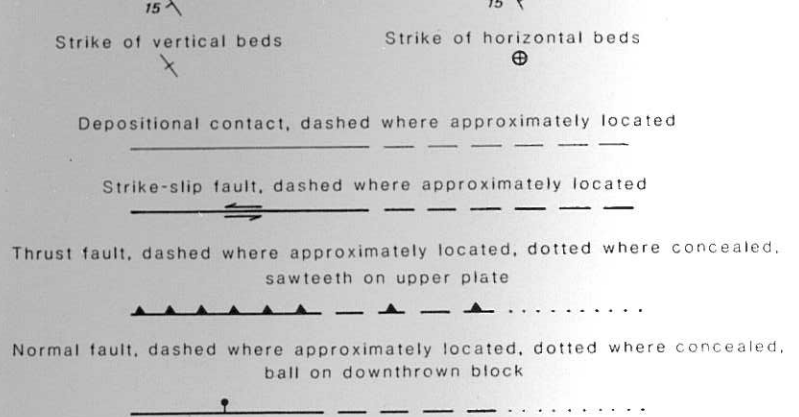 15 15
Strike of vertical beds Strike of horizontal beds
Depositional contact, dashed where approximately located
Strike-slip fault, dashed where approximately located
Thrust fault, dashed where approximately located, dotted where concealed,
sawteeth on upper plate
Normal fault, dashed where approximately located, dotted where concealed,
ball on downthrown block